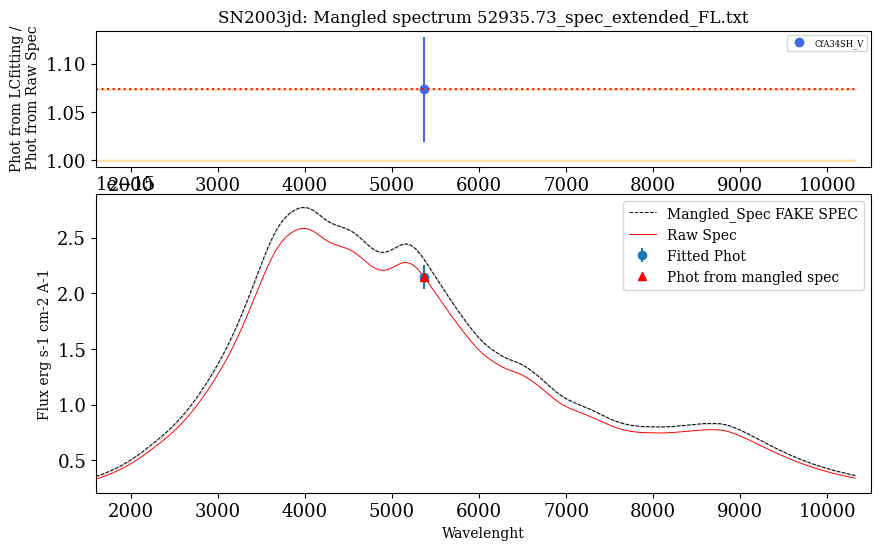 SN2003jd: Mangled spectrum 52935.73_spec_extended_FL.txt
Phot from LCfitting /
Phot from Raw Spec
1.10
1.05
1.00
CfA34SH_V
2000 3000 4000 5000 6000 7000 8000 9000 10000
1e−15
Flux erg s-1 cm-2 A-1
2.5
2.0
1.5
1.0
0.5
Mangled_Spec FAKE SPEC
Raw Spec
Fitted Phot
Phot from mangled spec
2000 3000 4000 5000 6000 7000 8000 9000 10000
Wavelenght